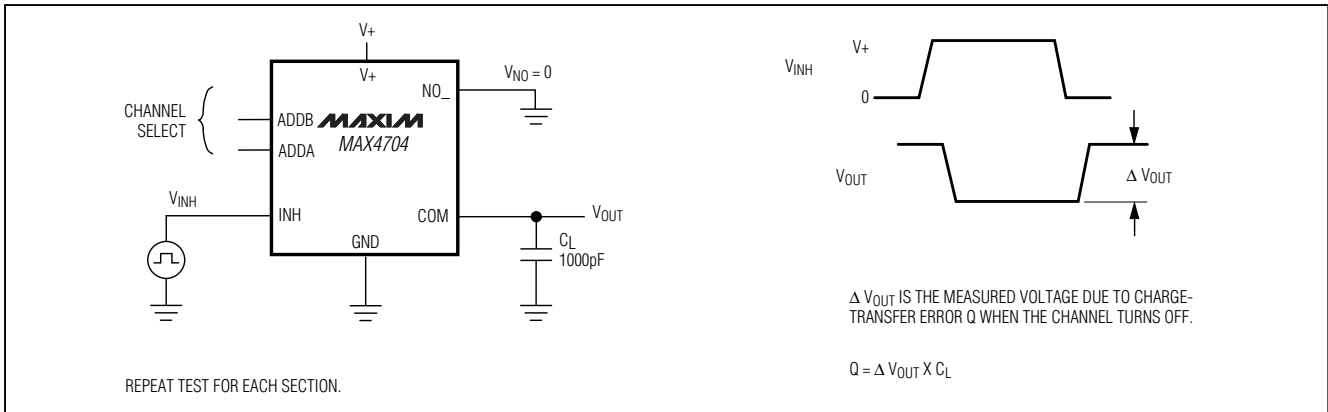 V+
V+
CHANNEL
SELECT
ADDB
ADDA
MAXIM
MAX4704
NO_
VNO = 0
VINH
INH
COM
VOUT
GND
CL
1000pF
REPEAT TEST FOR EACH SECTION.
VINH
V+
0
VOUT
Δ VOUT
Δ VOUT IS THE MEASURED VOLTAGE DUE TO CHARGE-
TRANSFER ERROR Q WHEN THE CHANNEL TURNS OFF.
Q = Δ VOUT X CL